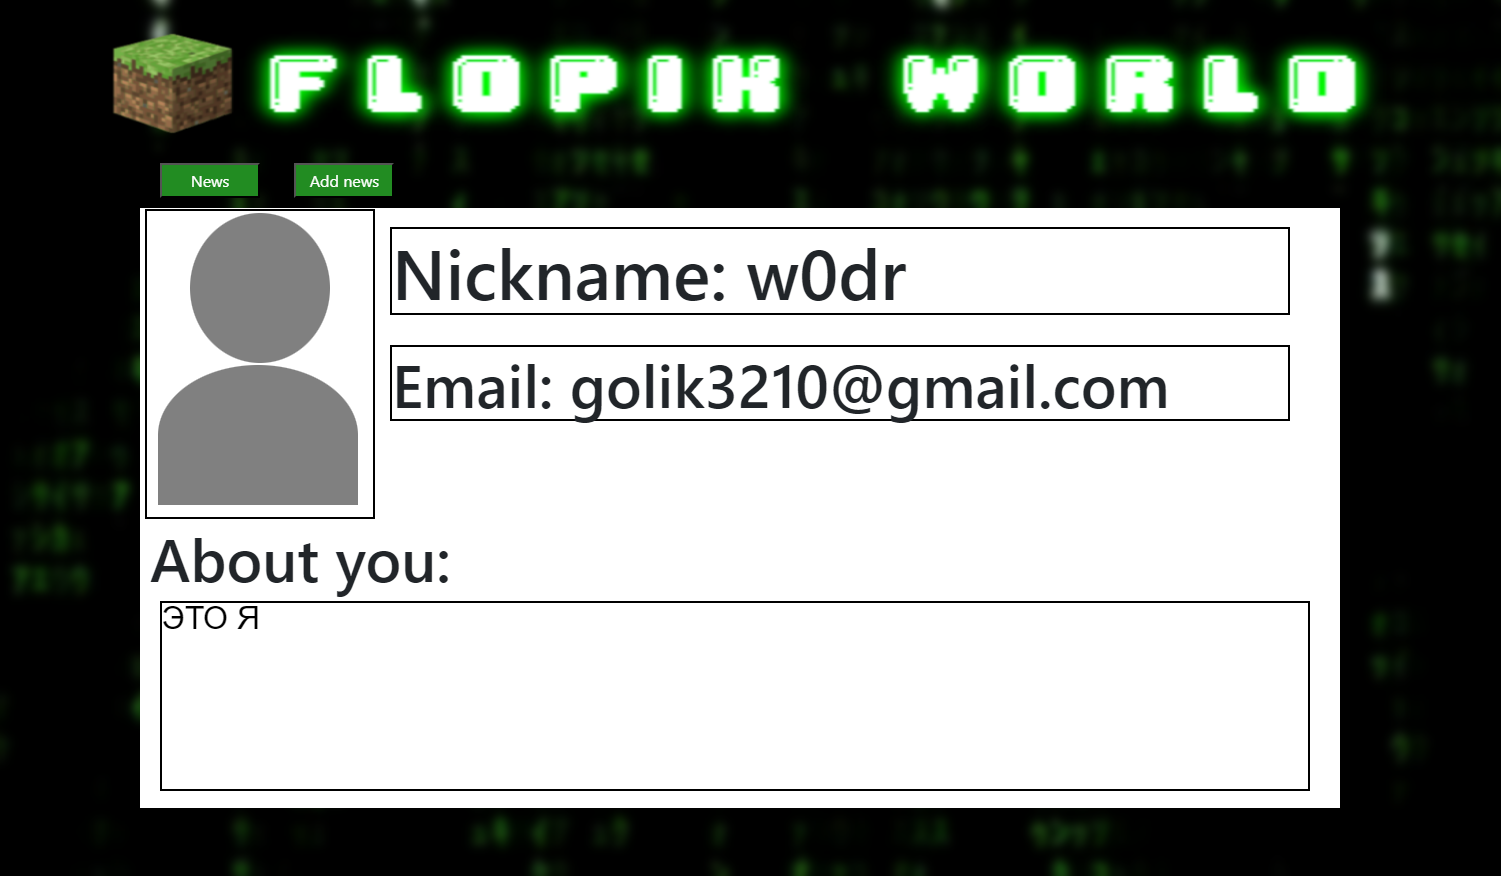 FLOPIK WORLD
News
Add news
Nickname: w0dr
Email: golik3210@gmail.com
About you:
ЭТО Я